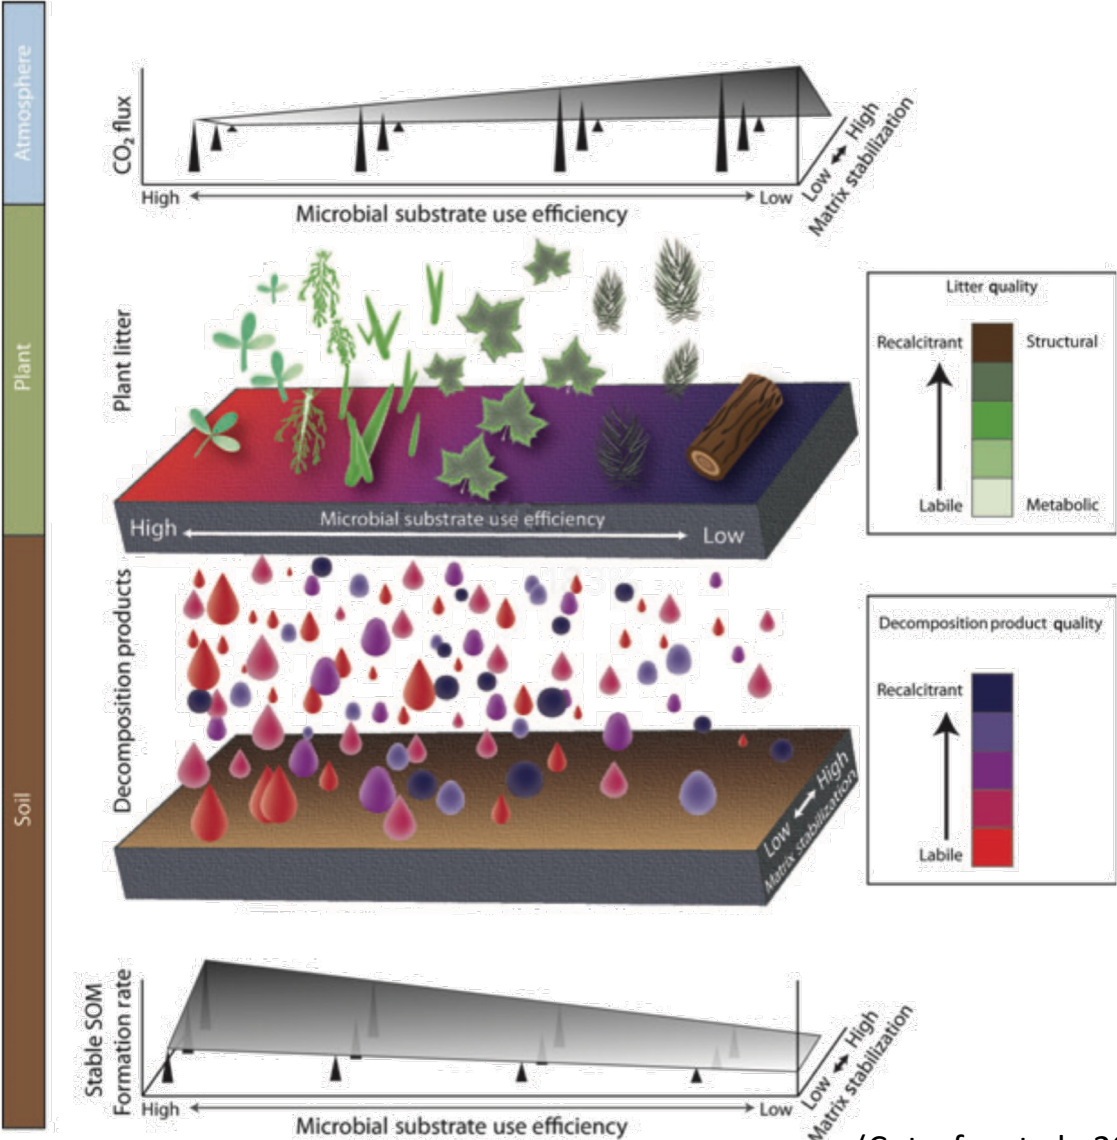 Atmosphere
CO₂ flux
High
Low
Microbial substrate use efficiency
Low High
Matrix stabilization
Plant
Plant litter
High
Microbial substrate use efficiency
Low
Litter quality
Recalcitrant
Structural
Labile
Metabolic
Soil
Decomposition products
Low High
Matrix stabilization
Decomposition product quality
Recalcitrant
Labile
Stable SOM
Formation rate
High
Low
Microbial substrate use efficiency
Low High
Matrix stabilization